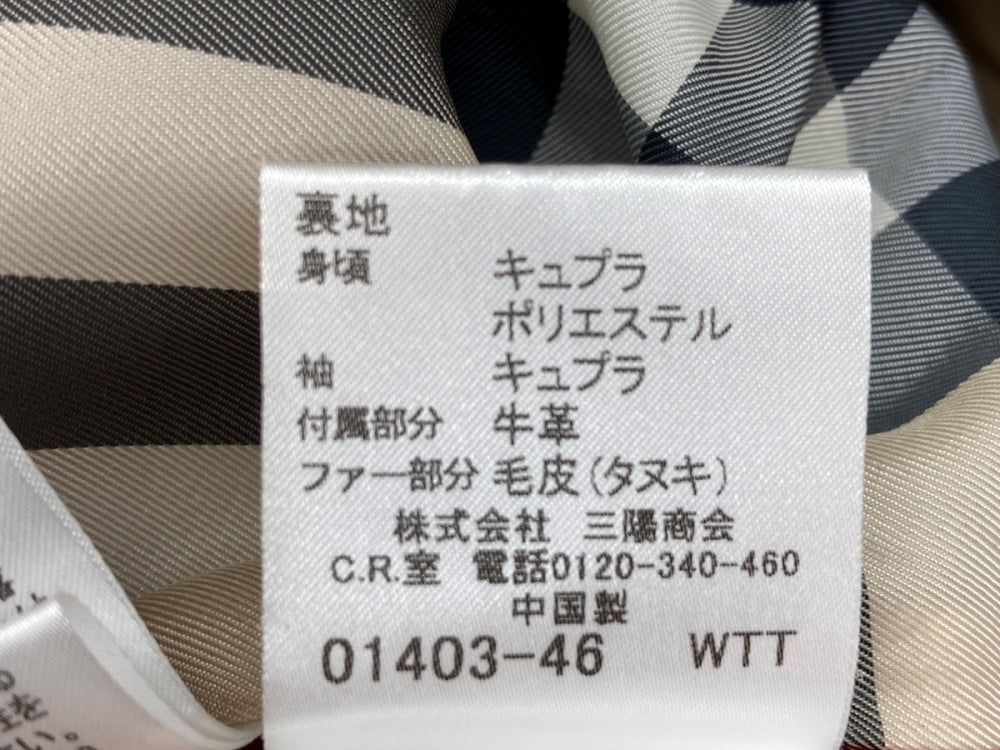 裏地
身頃 キュプラ
ポリエステル
袖 キュプラ
付属部分 牛革
ファー部分 毛皮(タヌキ)
株式会社 三陽商会
C.R.室 電話0120-340-460
中国製
01403-46 WTT